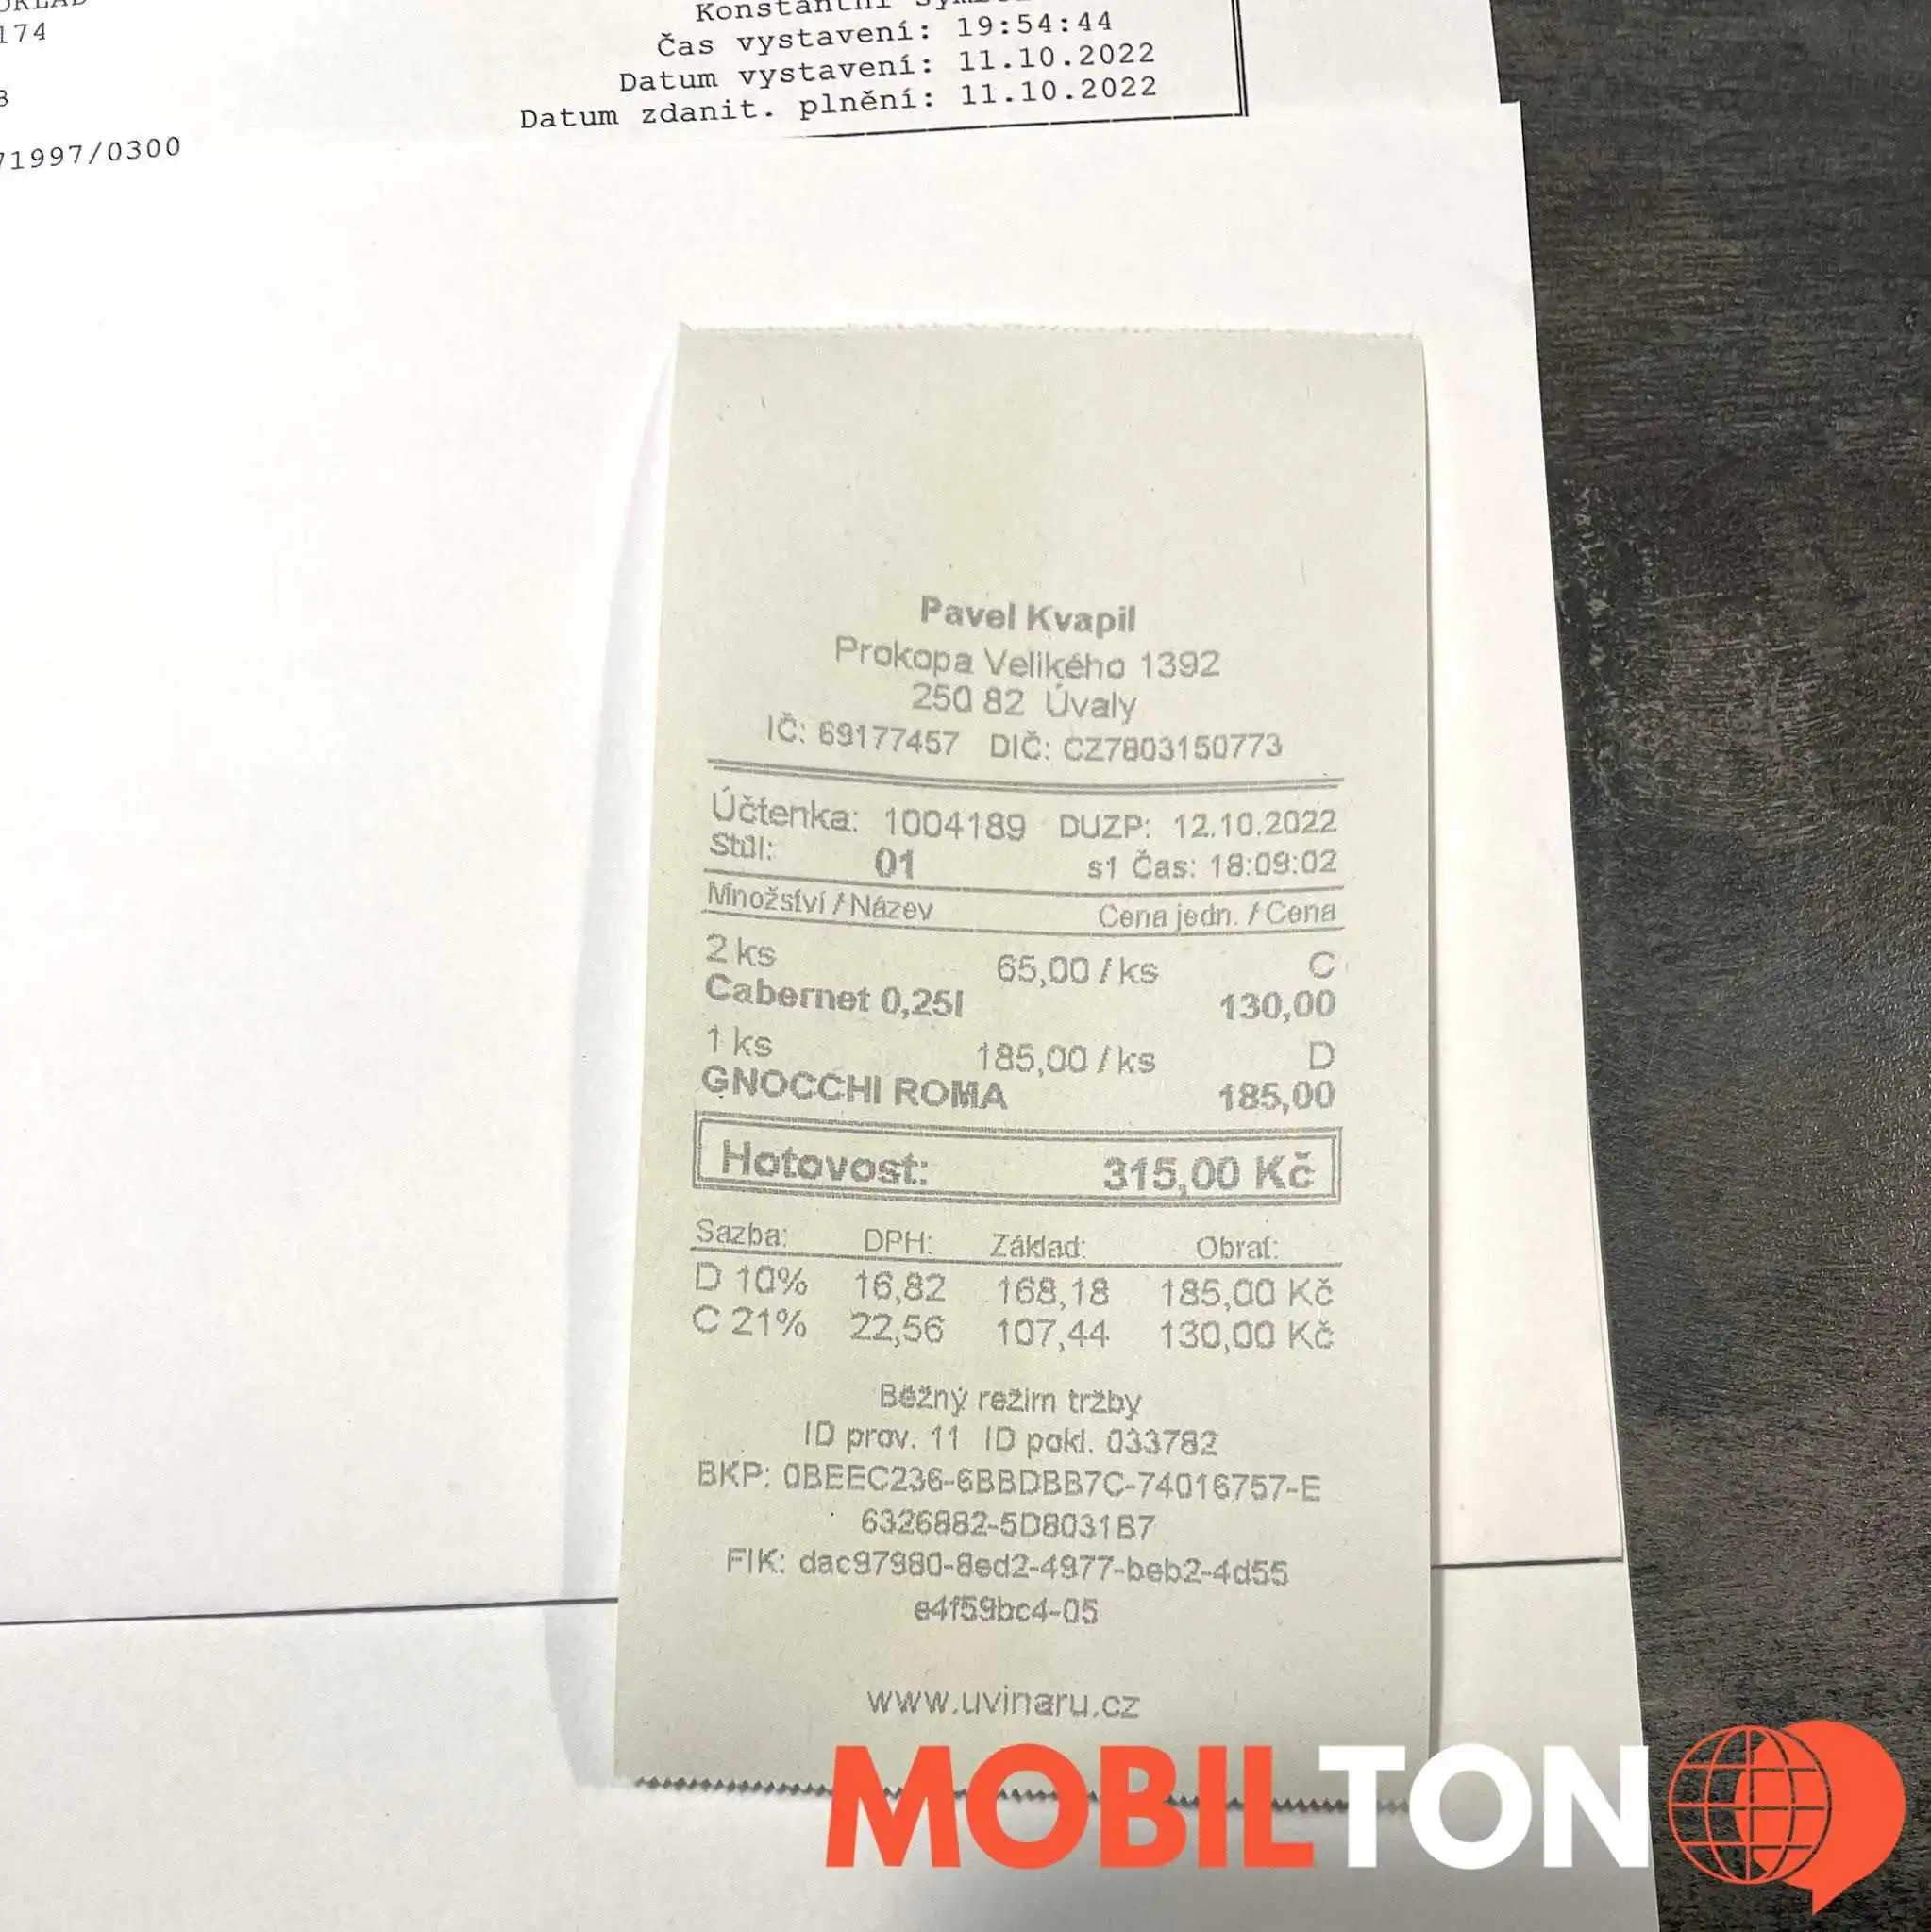 174
Čas vystavení: 19:54:44
Datum vystavení: 11.10.2022
Datum zdanit. plnění: 11.10.2022
71997/0300
Pavel Kvapil
Prokopa Velikého 1392
250 82 Úvaly
IČ: 69177457 DIČ: CZ7803150773
Účtenka: 1004189 DUZP: 12.10.2022
Stůl: 01 s1 Čas: 18:09:02
Množství / Název Cena jedn. / Cena
2 ks 65,00 / ks C
Cabernet 0,25l 130,00
1 ks 185,00 / ks D
GNOCCHI ROMA 185,00
Hotovost: 315,00 Kč
Sazba: DPH: Základ: Obrat:
D 10% 16,82 168,18 185,00 Kč
C 21% 22,56 107,44 130,00 Kč
Běžný režim tržby
ID prov. 11 ID pokl. 033782
BKP: 0BEEC236-6BBDBB7C-74016757-E
6326882-5D8031B7
FIK: dac97980-8ed2-4977-beb2-4d55
e4f59bc4-05
www.uvinaru.cz
MOBILTON